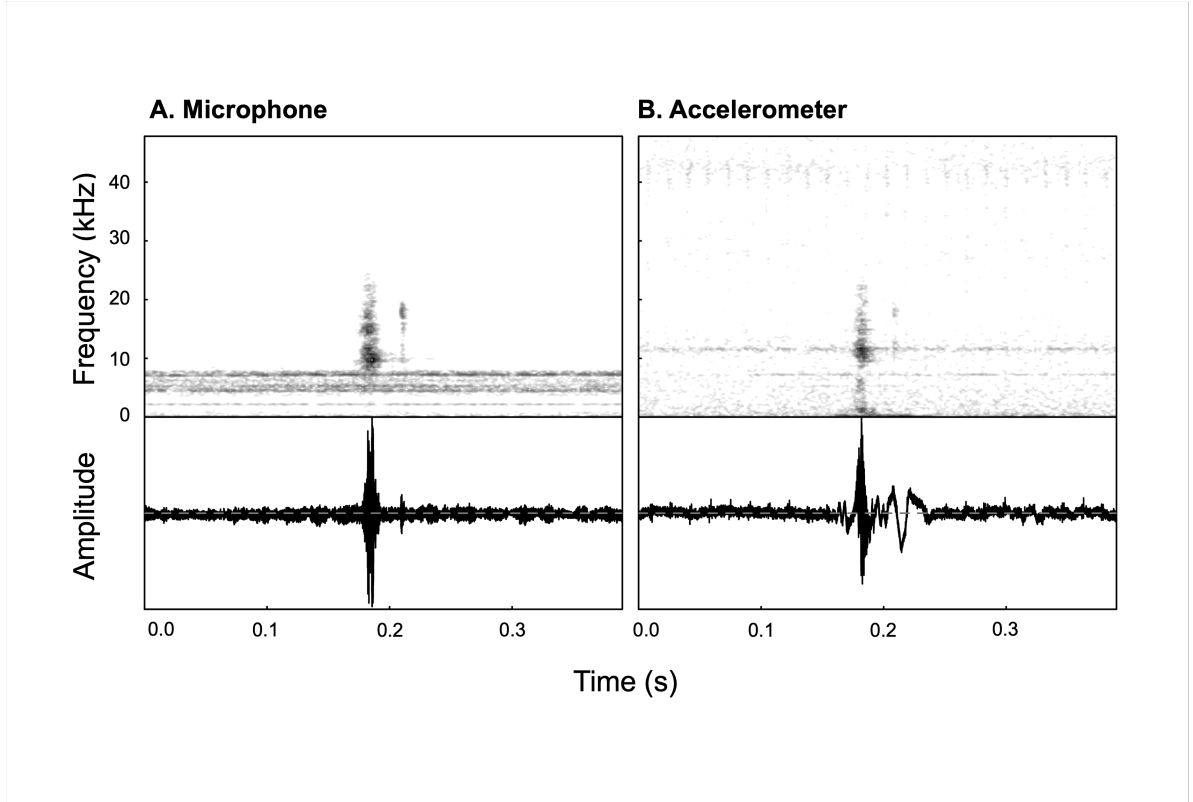 A. Microphone
B. Accelerometer
Frequency (kHz)
40
30
20
10
0
Amplitude
0.0 0.1 0.2 0.3
0.0 0.1 0.2 0.3
Time (s)